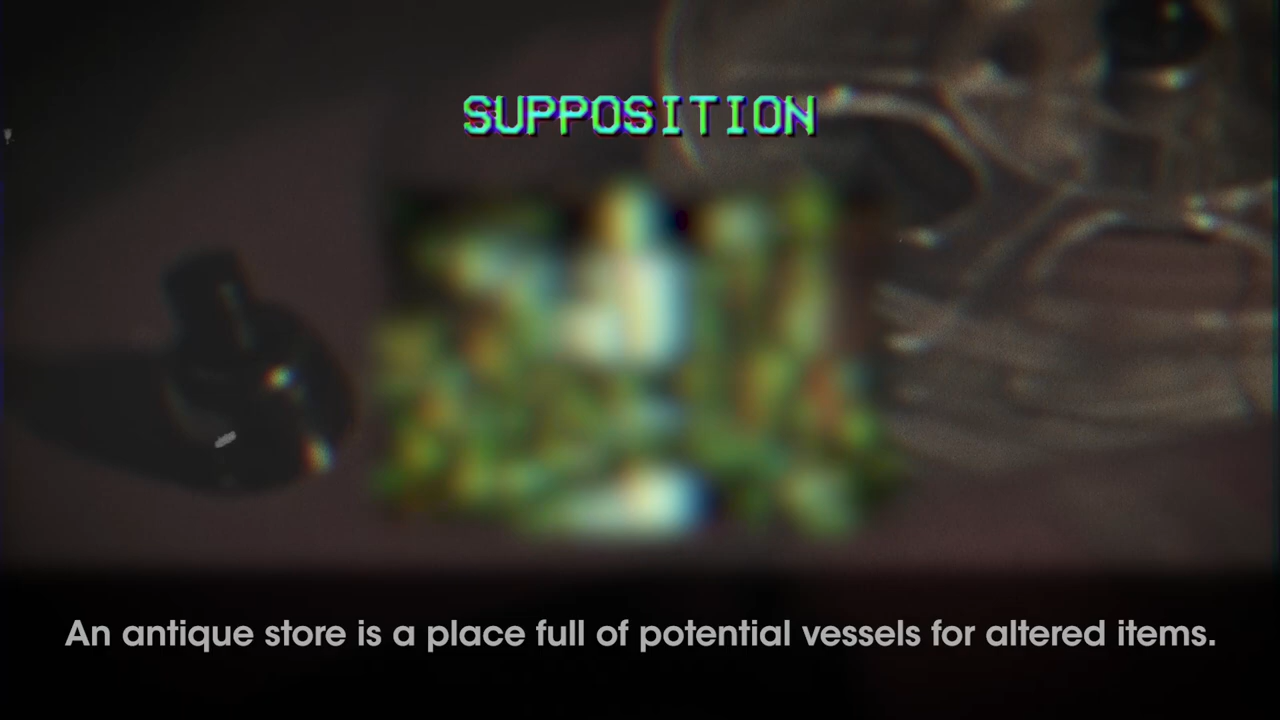 SUPPOSITION
An antique store is a place full of potential vessels for altered items.